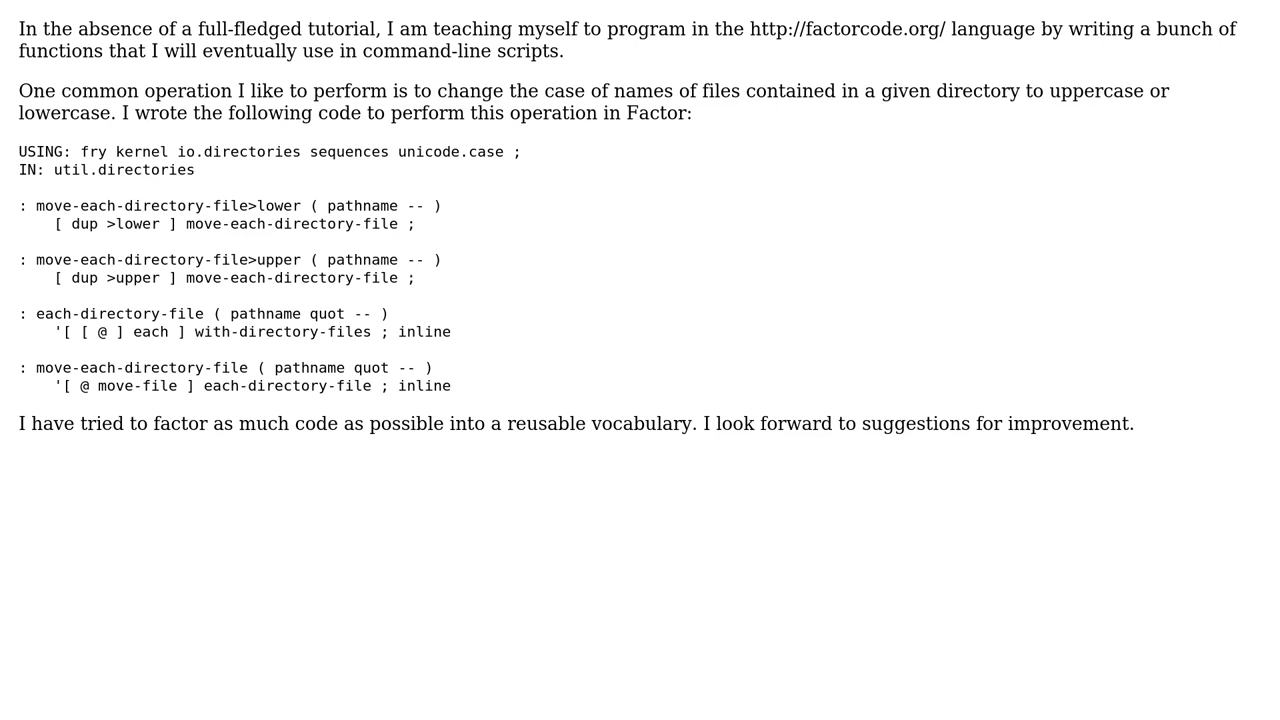 In the absence of a full-fledged tutorial, I am teaching myself to program in the http://factorcode.org/ language by writing a bunch of
functions that I will eventually use in command-line scripts.
One common operation I like to perform is to change the case of names of files contained in a given directory to uppercase or
lowercase. I wrote the following code to perform this operation in Factor:
USING: fry kernel io.directories sequences unicode.case ;
IN: util.directories
: move-each-directory-file>lower ( pathname -- )
    [ dup >lower ] move-each-directory-file ;
: move-each-directory-file>upper ( pathname -- )
    [ dup >upper ] move-each-directory-file ;
: each-directory-file ( pathname quot -- )
    '[ [ @ ] each ] with-directory-files ; inline
: move-each-directory-file ( pathname quot -- )
    '[ @ move-file ] each-directory-file ; inline
I have tried to factor as much code as possible into a reusable vocabulary. I look forward to suggestions for improvement.